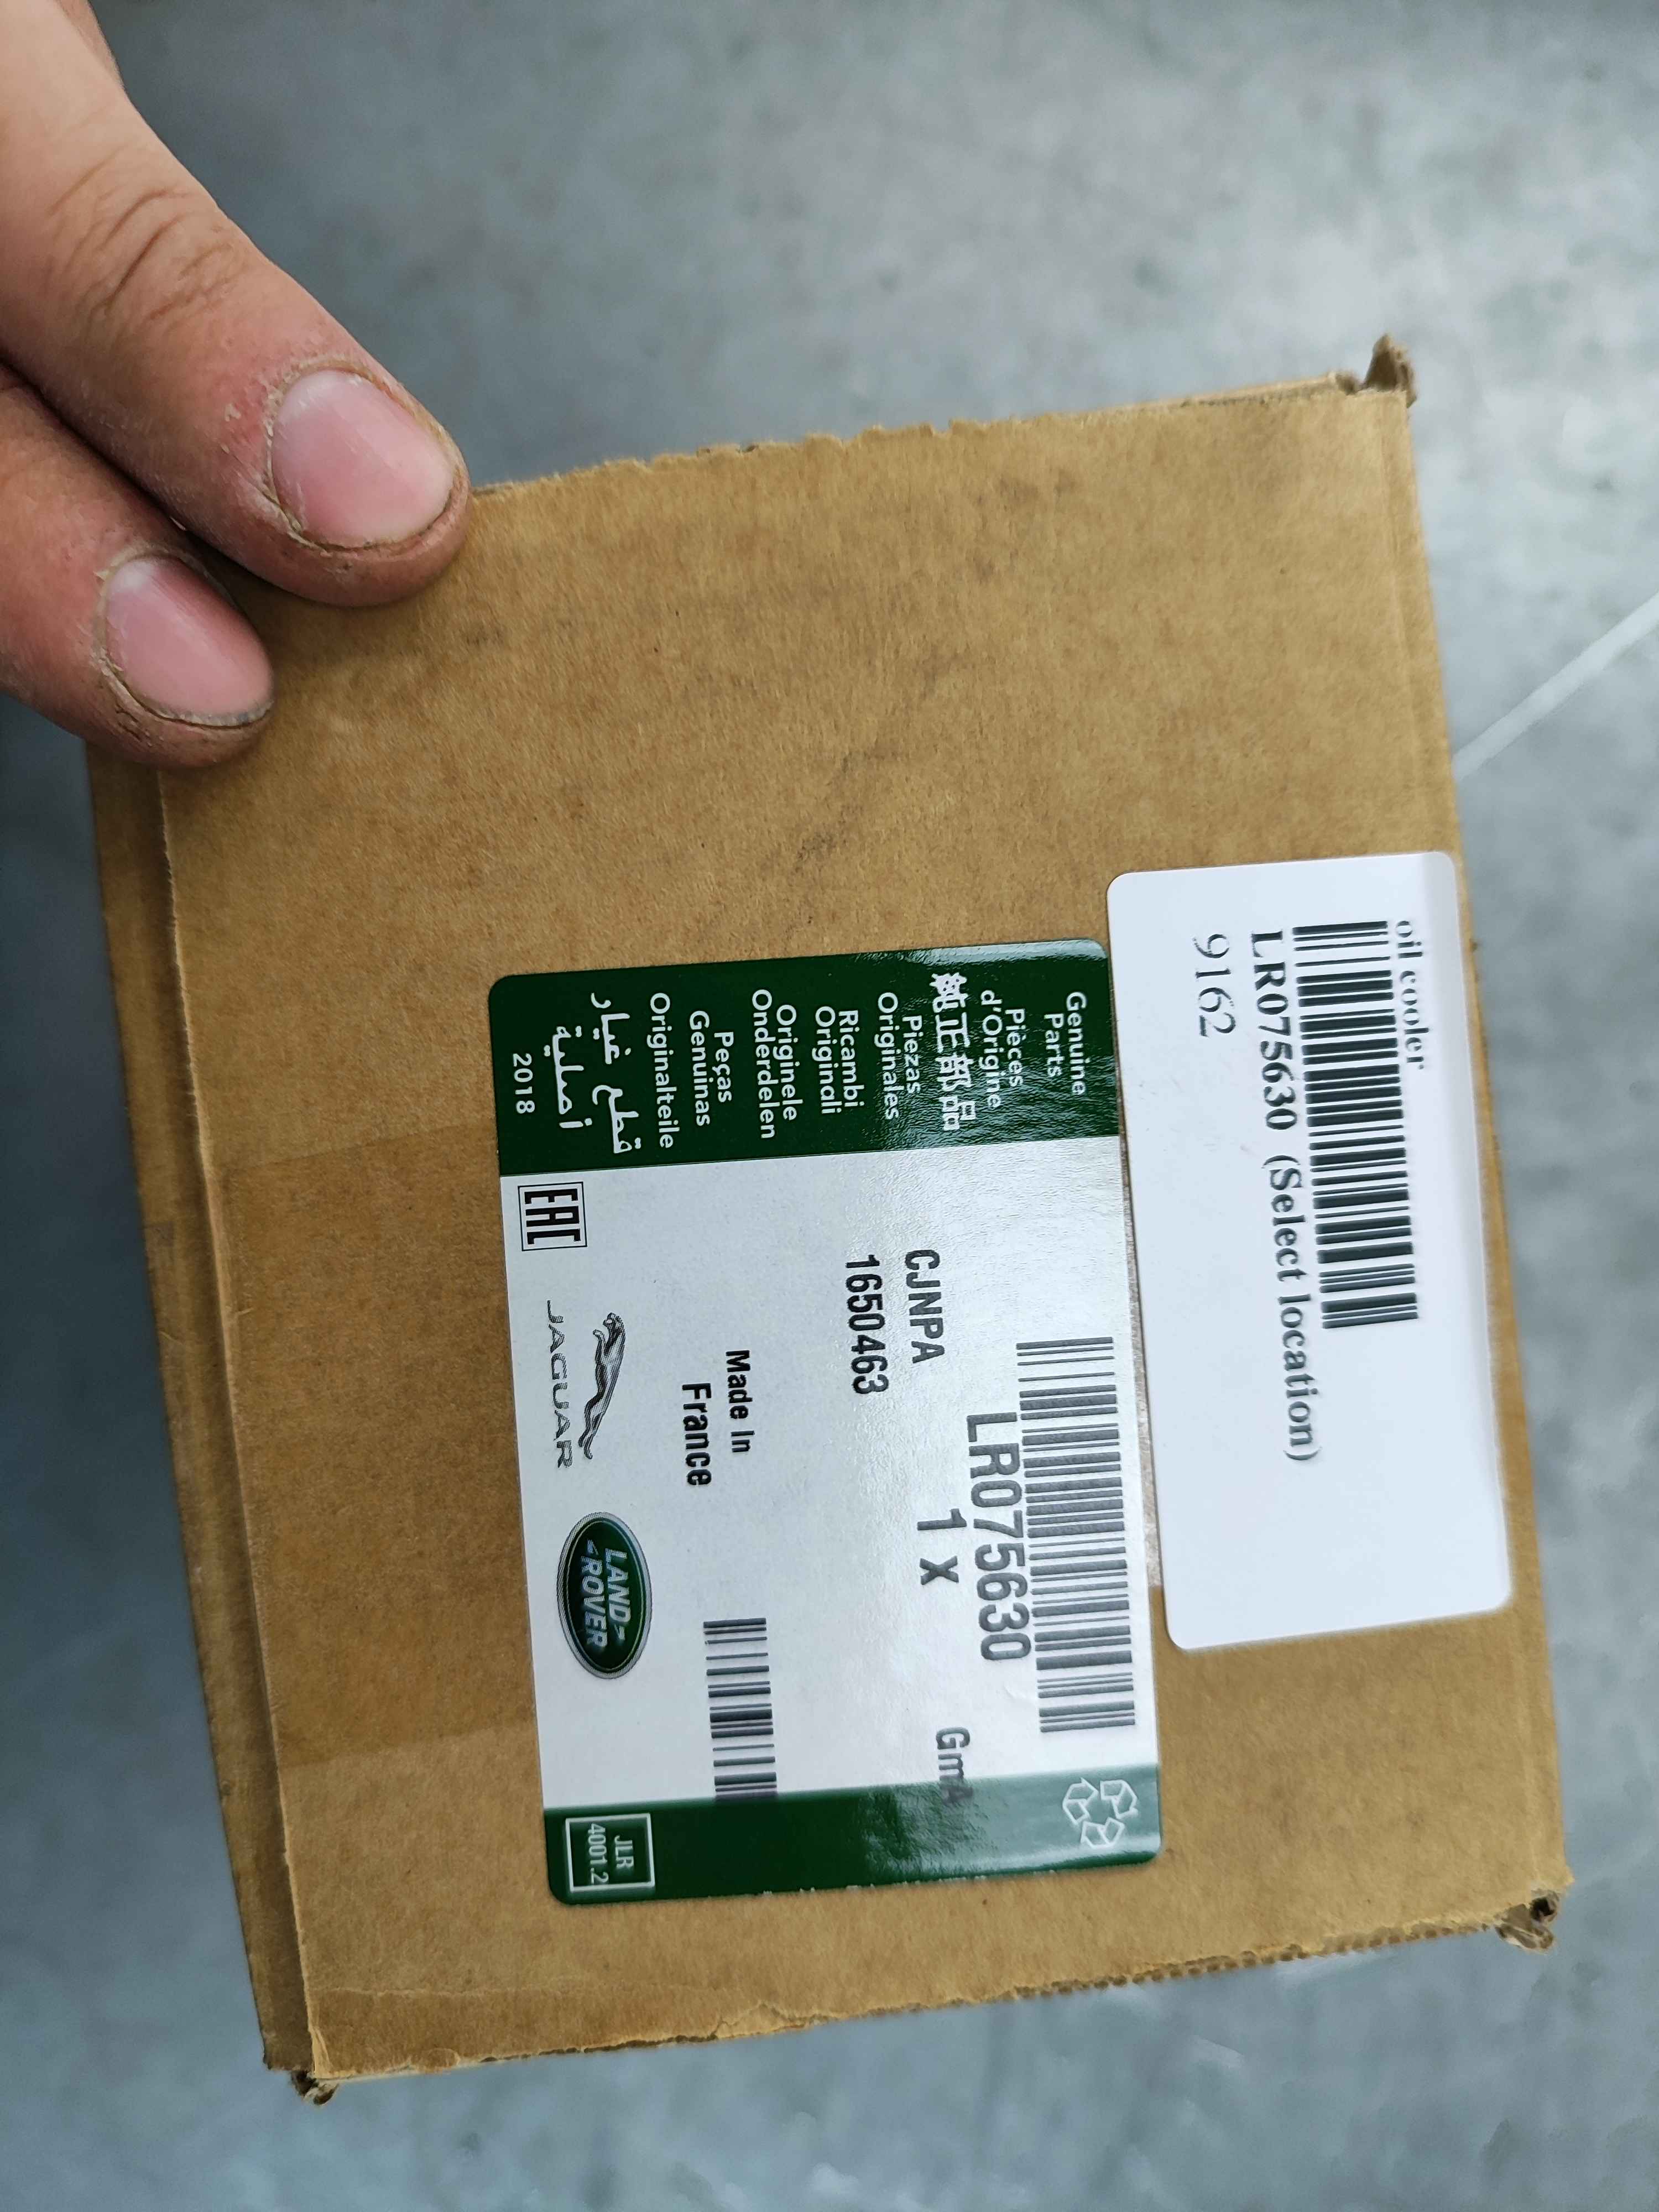 oil cooler
LR075630 (Select location)
9162
Genuine
Parts
Pièces
d'Origine
純正部品
Piezas
Originales
Ricambi
Originali
Originele
Onderdelen
Peças
Genuinas
Originalteile
قطع غيار
أصلية
2018
LR075630
1 X
GmA
CJNPA
1650463
Made In
France
EAC
JAGUAR
LAND
ROVER
JLR
4001.2